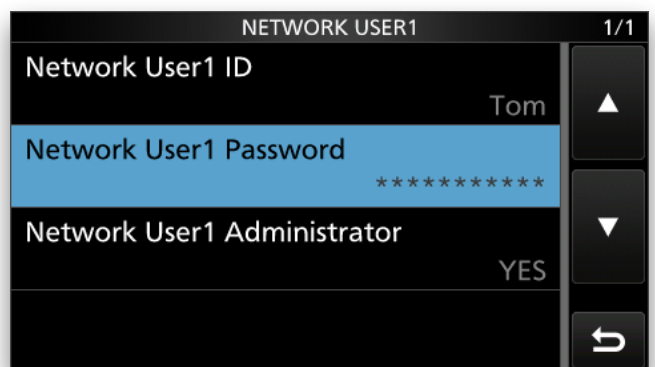 NETWORK USER1 1/1
Network User1 ID
Tom
Network User1 Password
***********
Network User1 Administrator
YES